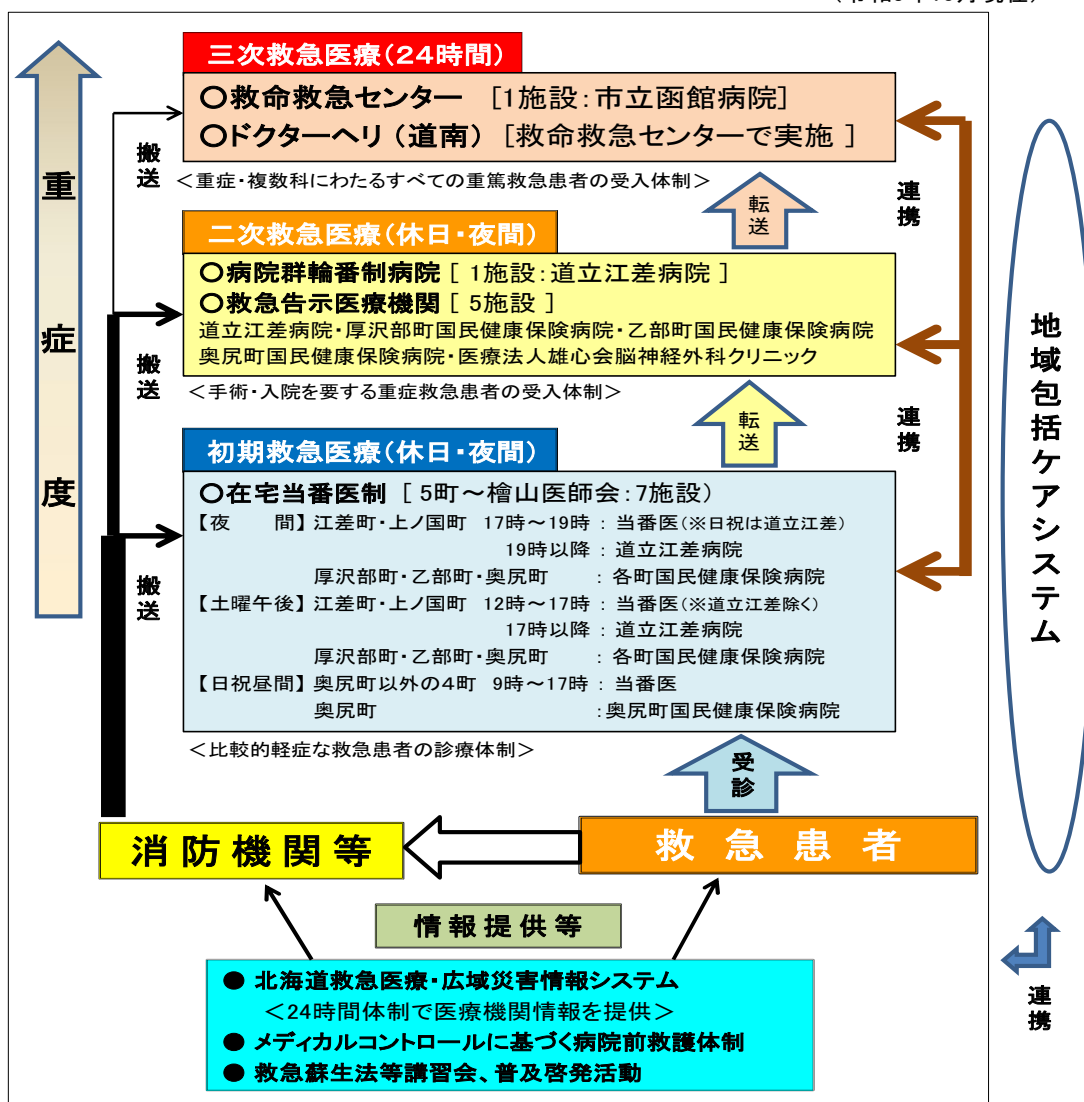 三次救急医療(24時間)
○救命救急センター [1施設:市立函館病院]
○ドクターヘリ(道南) [救命救急センターで実施 ]
<重症・複数科にわたるすべての重篤救急患者の受入体制>
搬送
転送
連携
二次救急医療(休日・夜間)
○病院群輪番制病院 [ 1施設:道立江差病院 ]
○救急告示医療機関 [ 5施設 ]
道立江差病院・厚沢部町国民健康保険病院・乙部町国民健康保険病院
奥尻町国民健康保険病院・医療法人雄心会脳神経外科クリニック
<手術・入院を要する重症救急患者の受入体制>
搬送
転送
連携
初期救急医療(休日・夜間)
○在宅当番医制 [ 5町~檜山医師会:7施設)
【夜 間】 江差町・上ノ国町 17時~19時 : 当番医(※日祝は道立江差)
19時以降 : 道立江差病院
厚沢部町・乙部町・奥尻町 : 各町国民健康保険病院
【土曜午後】 江差町・上ノ国町 12時~17時 : 当番医(※道立江差除く)
17時以降 : 道立江差病院
厚沢部町・乙部町・奥尻町 : 各町国民健康保険病院
【日祝昼間】 奥尻町以外の4町 9時~17時 : 当番医
奥尻町 :奥尻町国民健康保険病院
<比較的軽症な救急患者の診療体制>
搬送
受診
重症度
地域包括ケアシステム
消防機関等
救急患者
情報提供等
● 北海道救急医療・広域災害情報システム
<24時間体制で医療機関情報を提供>
● メディカルコントロールに基づく病院前救護体制
● 救急蘇生法等講習会、普及啓発活動
連携